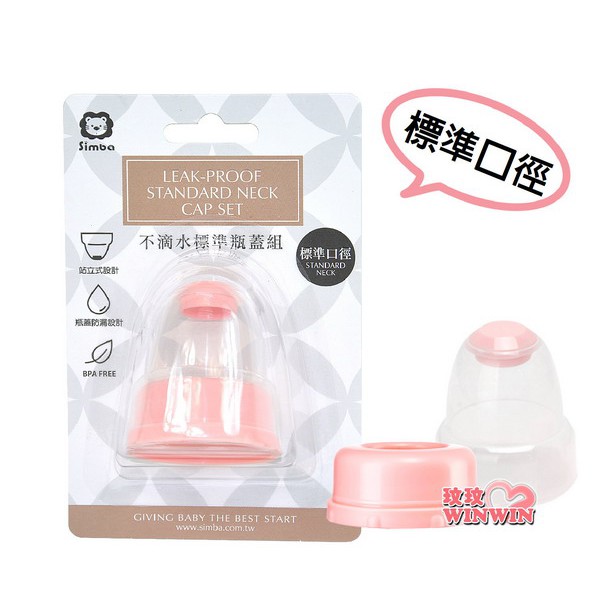 Simba
LEAK-PROOF
STANDARD NECK
CAP SET
不滴水標準瓶蓋組
標準口徑
STANDARD
NECK
站立式設計
瓶蓋防漏設計
BPA FREE
GIVING BABY THE BEST START
www.simba.com.tw
標準口徑
玟玟
WINWIN